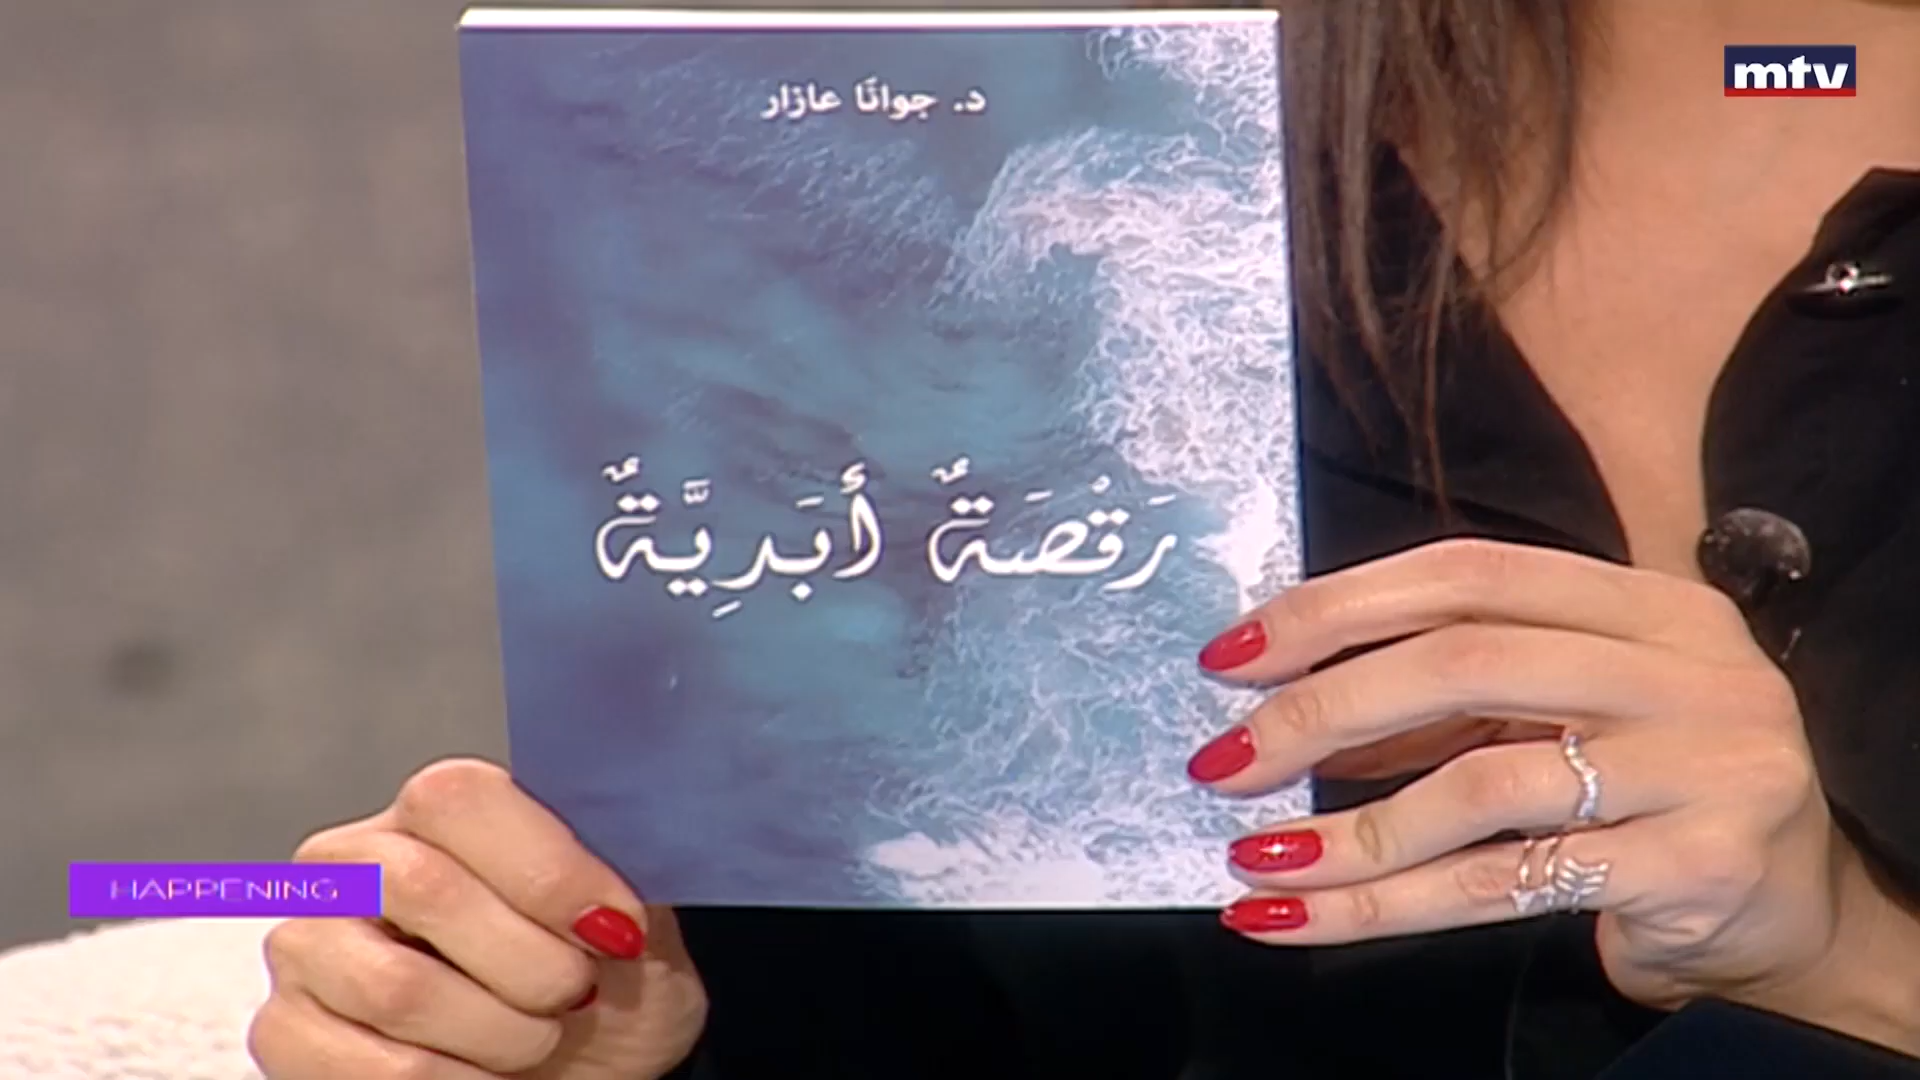 د. جوانّا عازار
mtv
رَقْصَةٌ أَبَدِيَّةٌ
HAPPENING